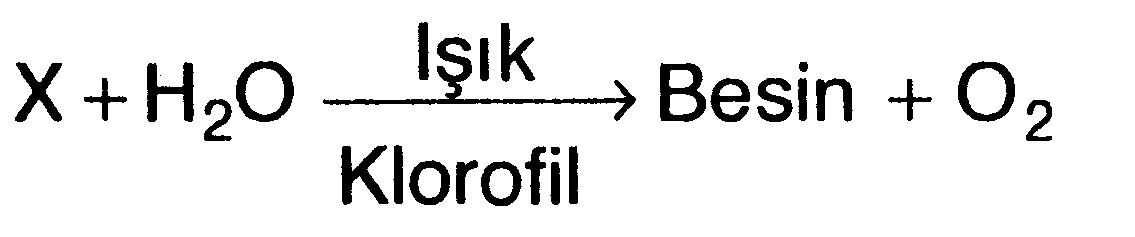 Işık
X + H₂O → Besin + O₂
Klorofil